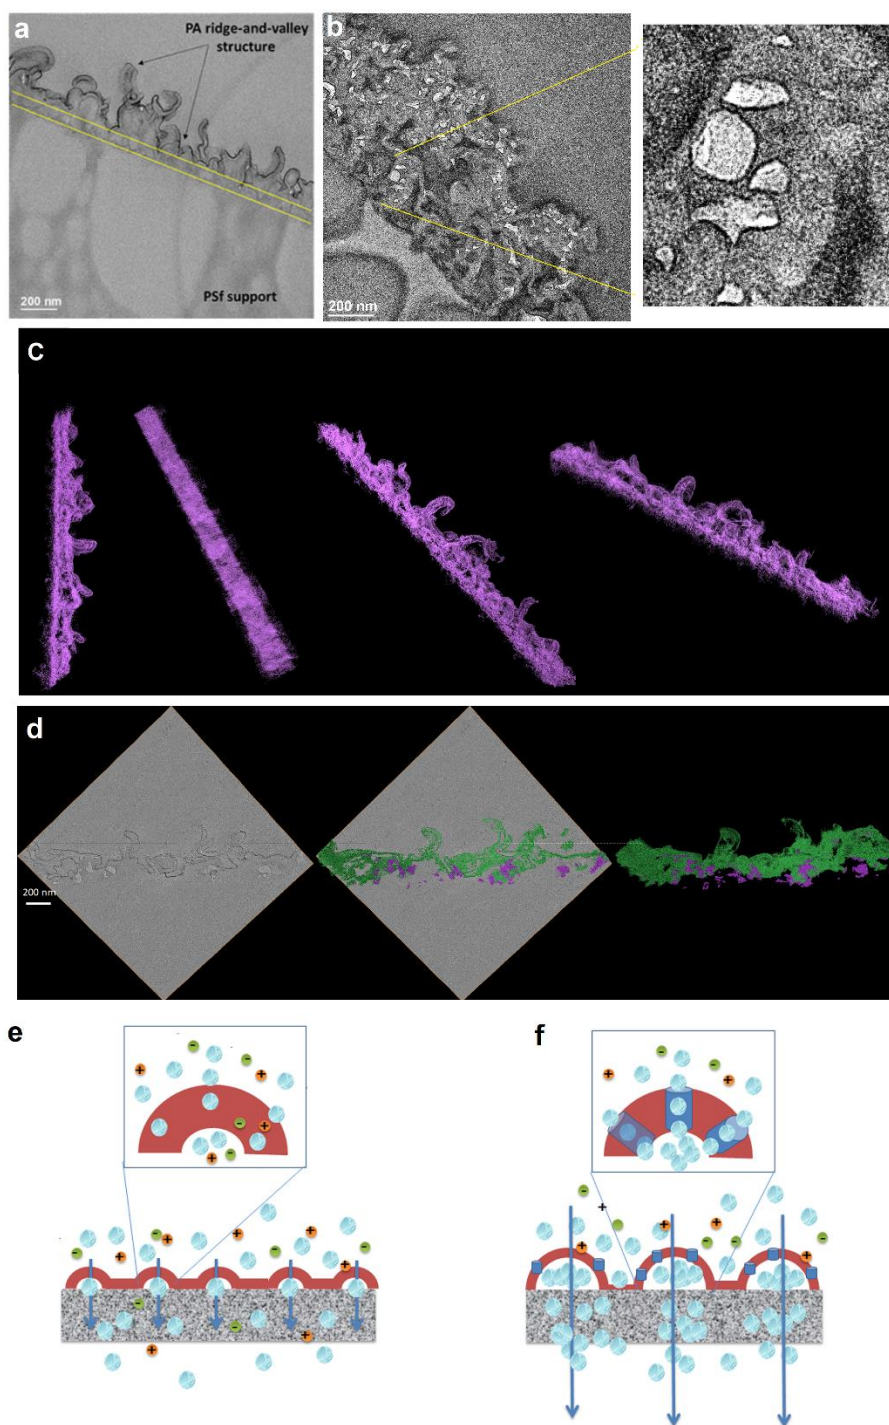 a
PA ridge-and-valley
structure
PSf support
200 nm
b
200 nm
c
d
200 nm
e
f